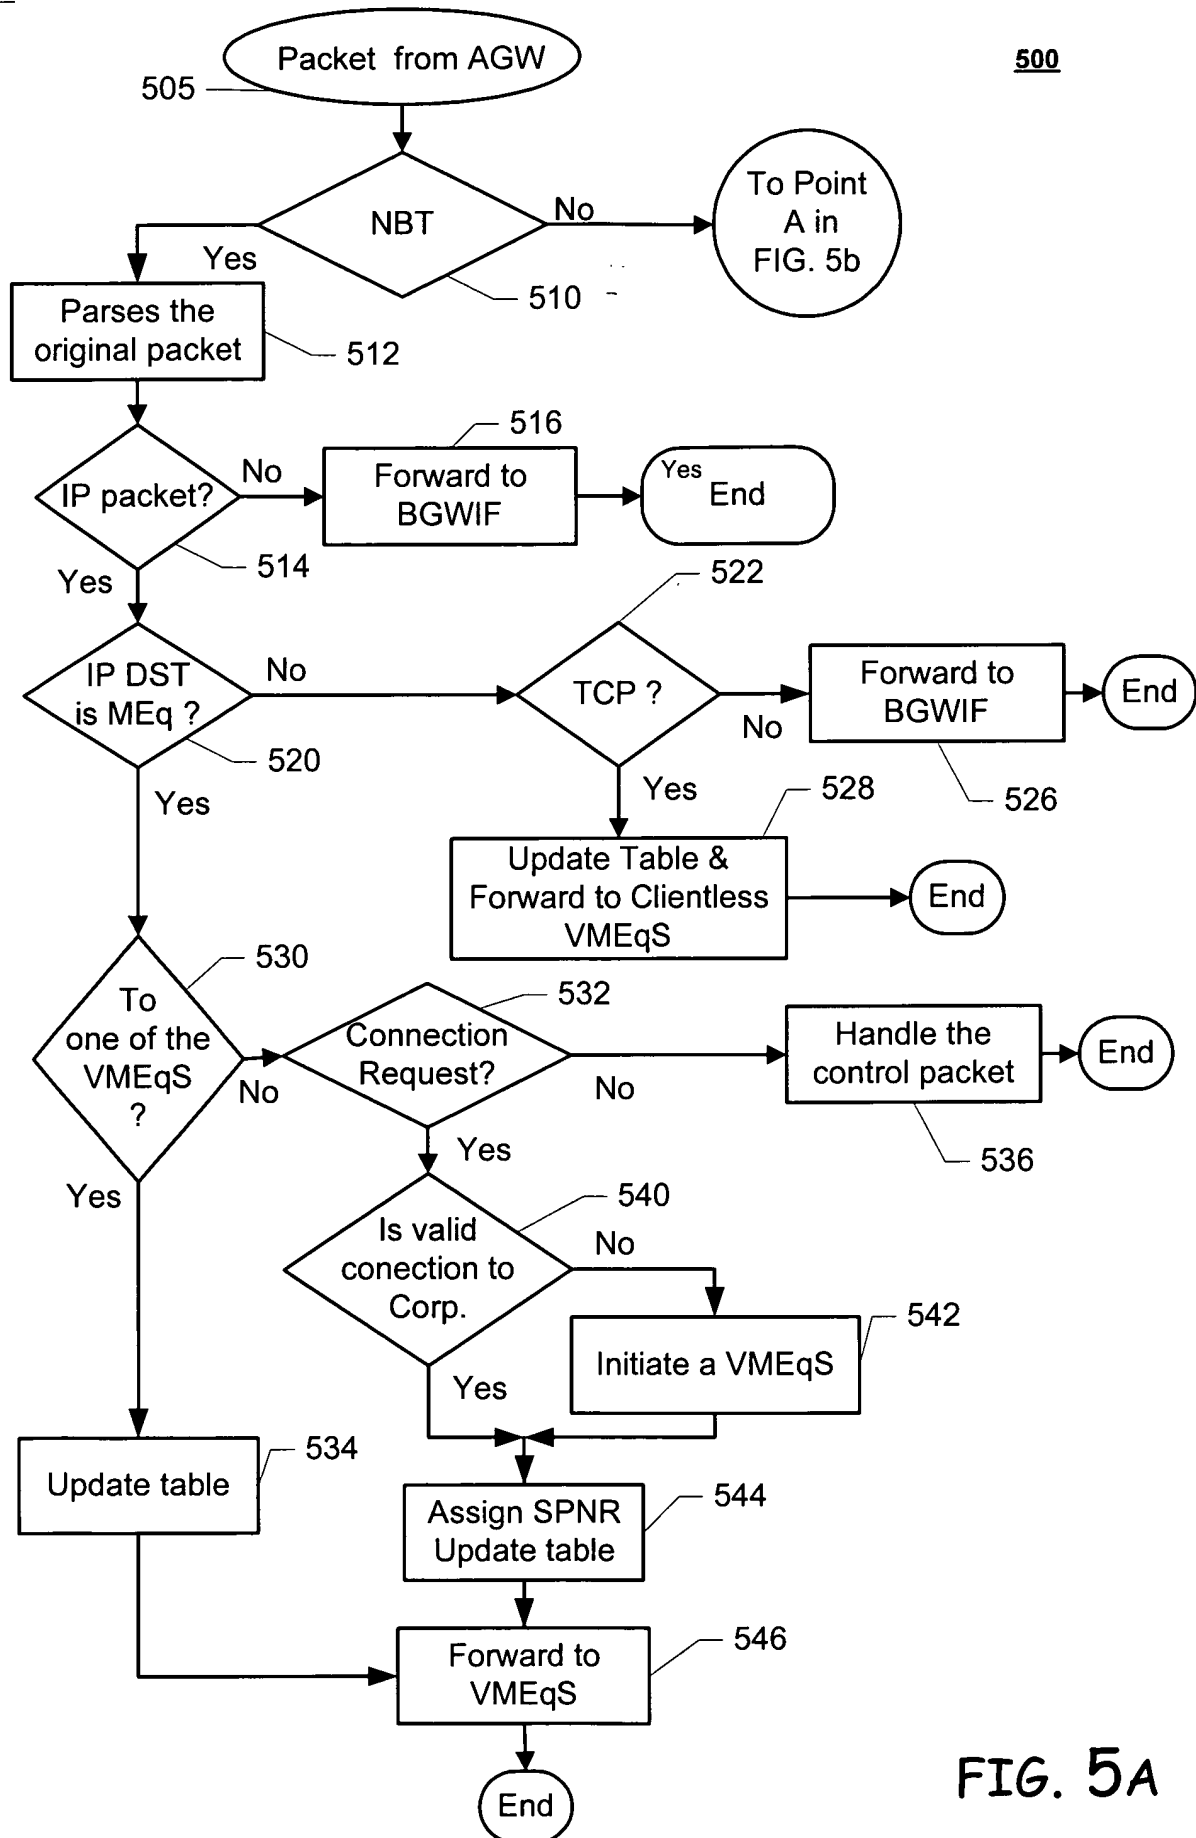 Packet from AGW
500
505
NBT
No
To Point
A in
FIG. 5b
Yes
510
Parses the
original packet
512
516
IP packet?
No
Forward to
BGWIF
Yes
End
514
Yes
522
IP DST
is MEq ?
No
TCP ?
No
Forward to
BGWIF
End
520
Yes
Yes
528
526
Update Table &
Forward to Clientless
VMEqS
End
530
532
To
one of the
VMEqS
?
No
Connection
Request?
No
Handle the
control packet
End
536
Yes
Yes
540
Is valid
conection to
Corp.
No
542
Initiate a VMEqS
Yes
534
Update table
544
Assign SPNR
Update table
546
Forward to
VMEqS
End
FIG. 5A